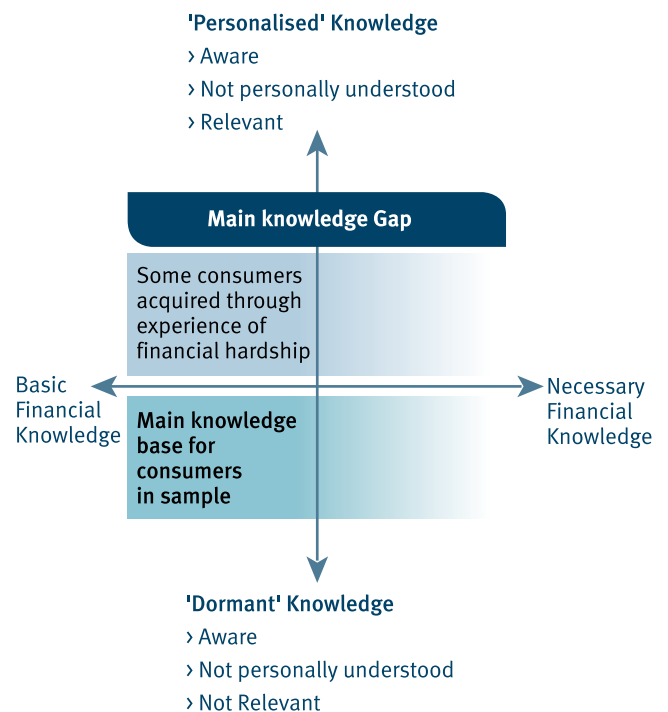 'Personalised' Knowledge
› Aware
› Not personally understood
› Relevant
Main knowledge Gap
Some consumers
acquired through
experience of
financial hardship
Basic
Financial
Knowledge
Necessary
Financial
Knowledge
Main knowledge
base for
consumers
in sample
'Dormant' Knowledge
› Aware
› Not personally understood
› Not Relevant